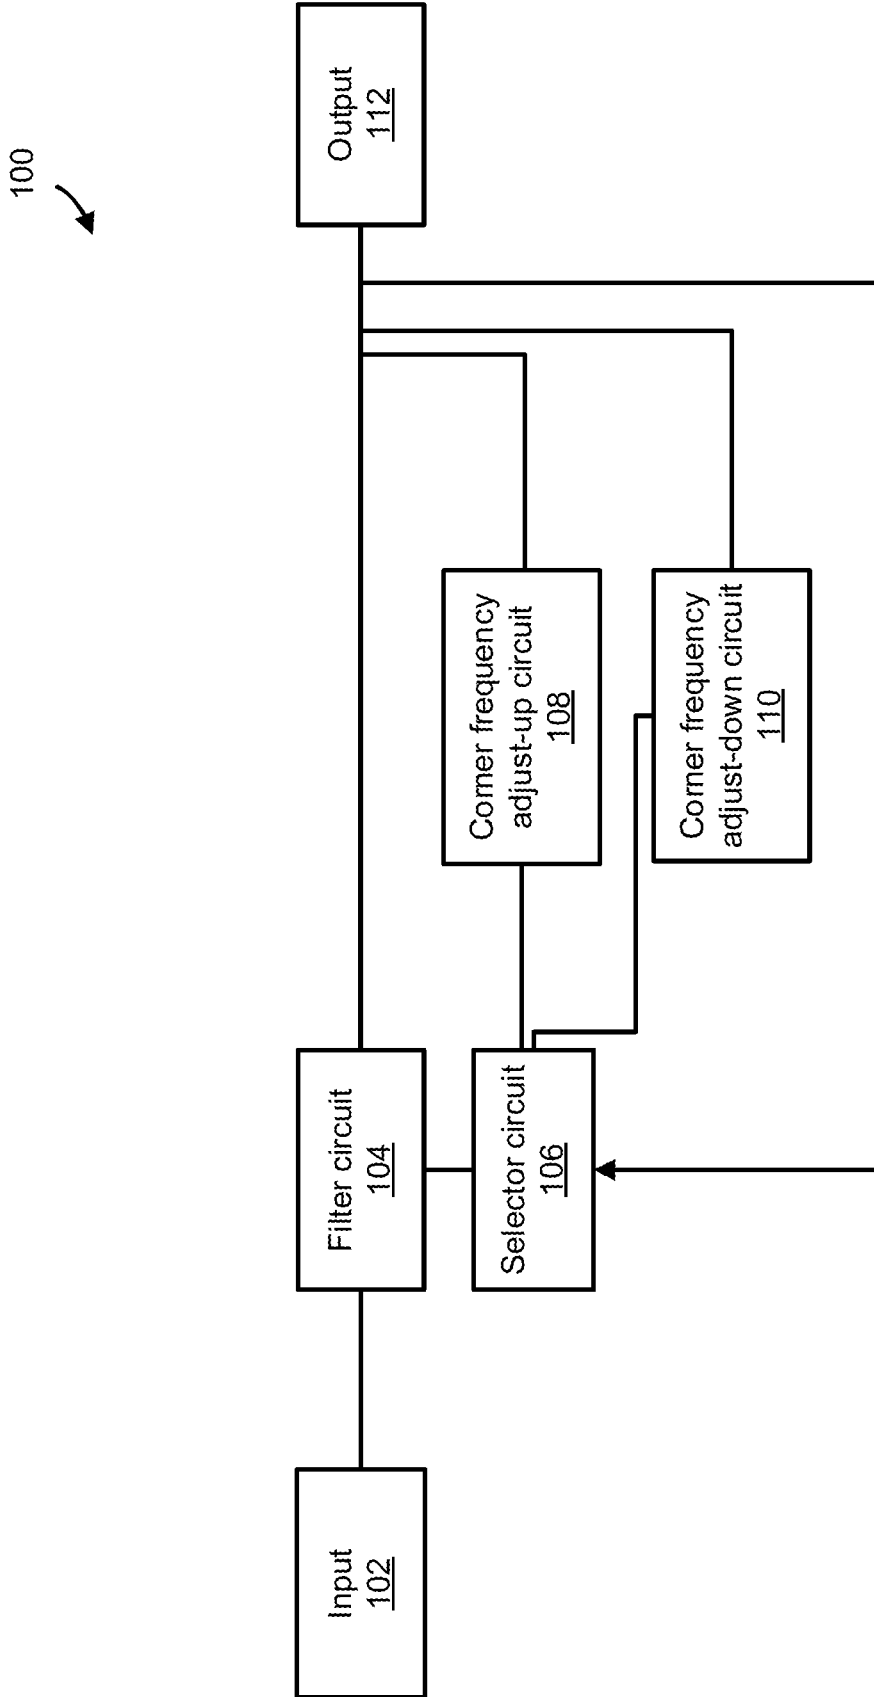 100
Input
102
Filter circuit
104
Output
112
Selector circuit
106
Corner frequency
adjust-up circuit
108
Corner frequency
adjust-down circuit
110